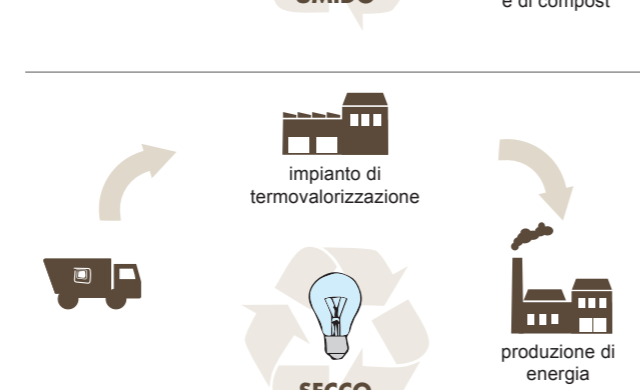 UMIDO
e di compost
impianto di
termovalorizzazione
produzione di
energia
SECCO